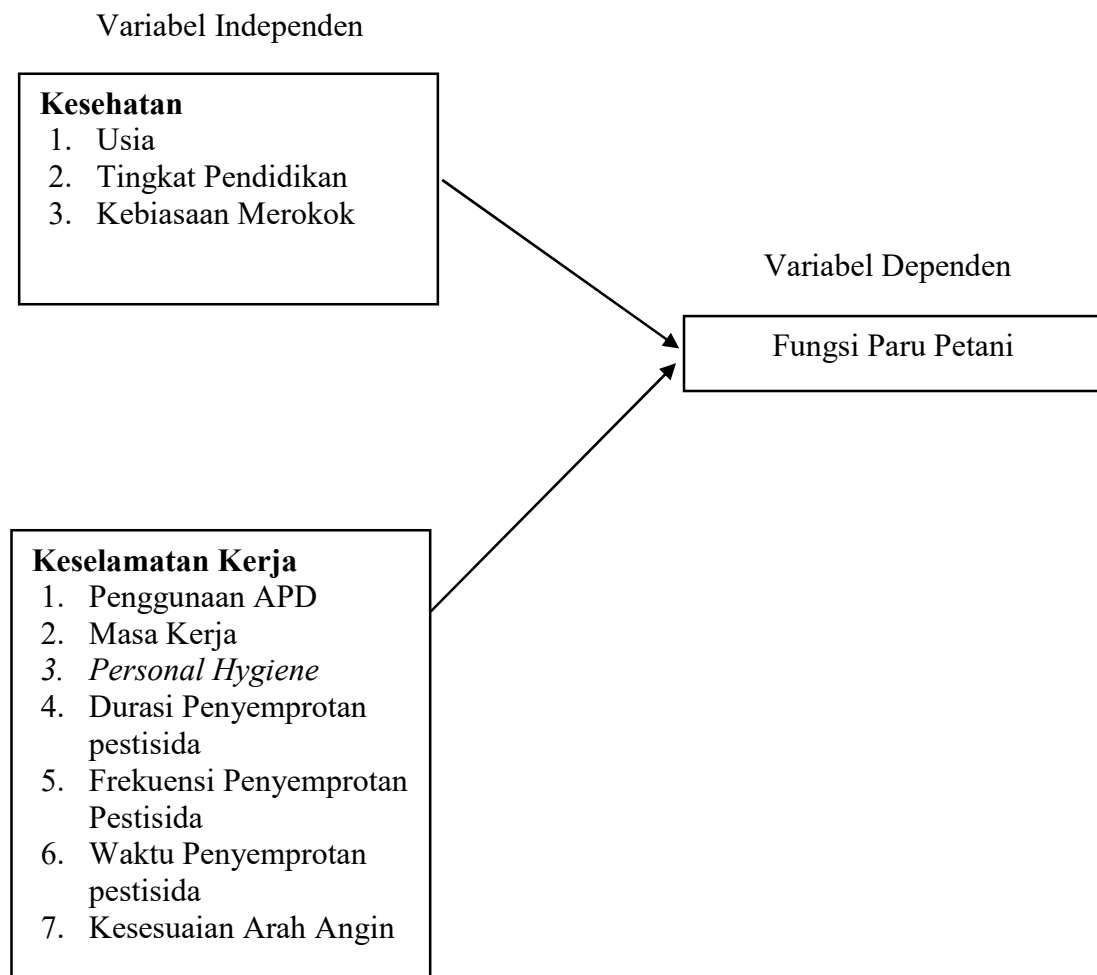 Variabel Independen
Kesehatan
1. Usia
2. Tingkat Pendidikan
3. Kebiasaan Merokok
Variabel Dependen
Fungsi Paru Petani
Keselamatan Kerja
1. Penggunaan APD
2. Masa Kerja
3. Personal Hygiene
4. Durasi Penyemprotan
pestisida
5. Frekuensi Penyemprotan
Pestisida
6. Waktu Penyemprotan
pestisida
7. Kesesuaian Arah Angin